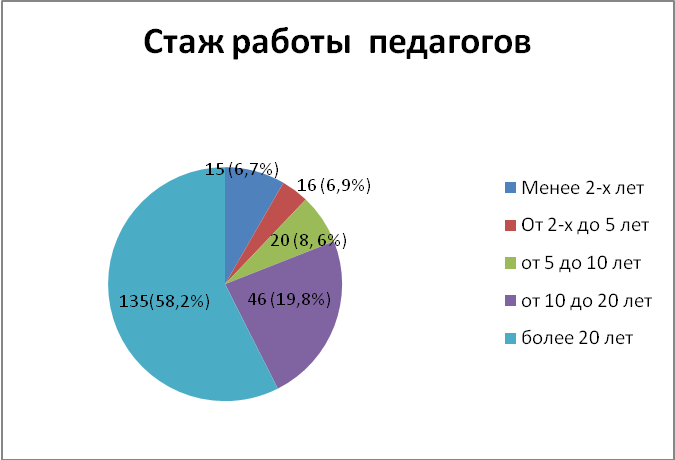 Стаж работы педагогов
15 (6,7%)
16 (6,9%)
20 (8, 6%)
46 (19,8%)
135(58,2%)
Менее 2-х лет
От 2-х до 5 лет
от 5 до 10 лет
от 10 до 20 лет
более 20 лет